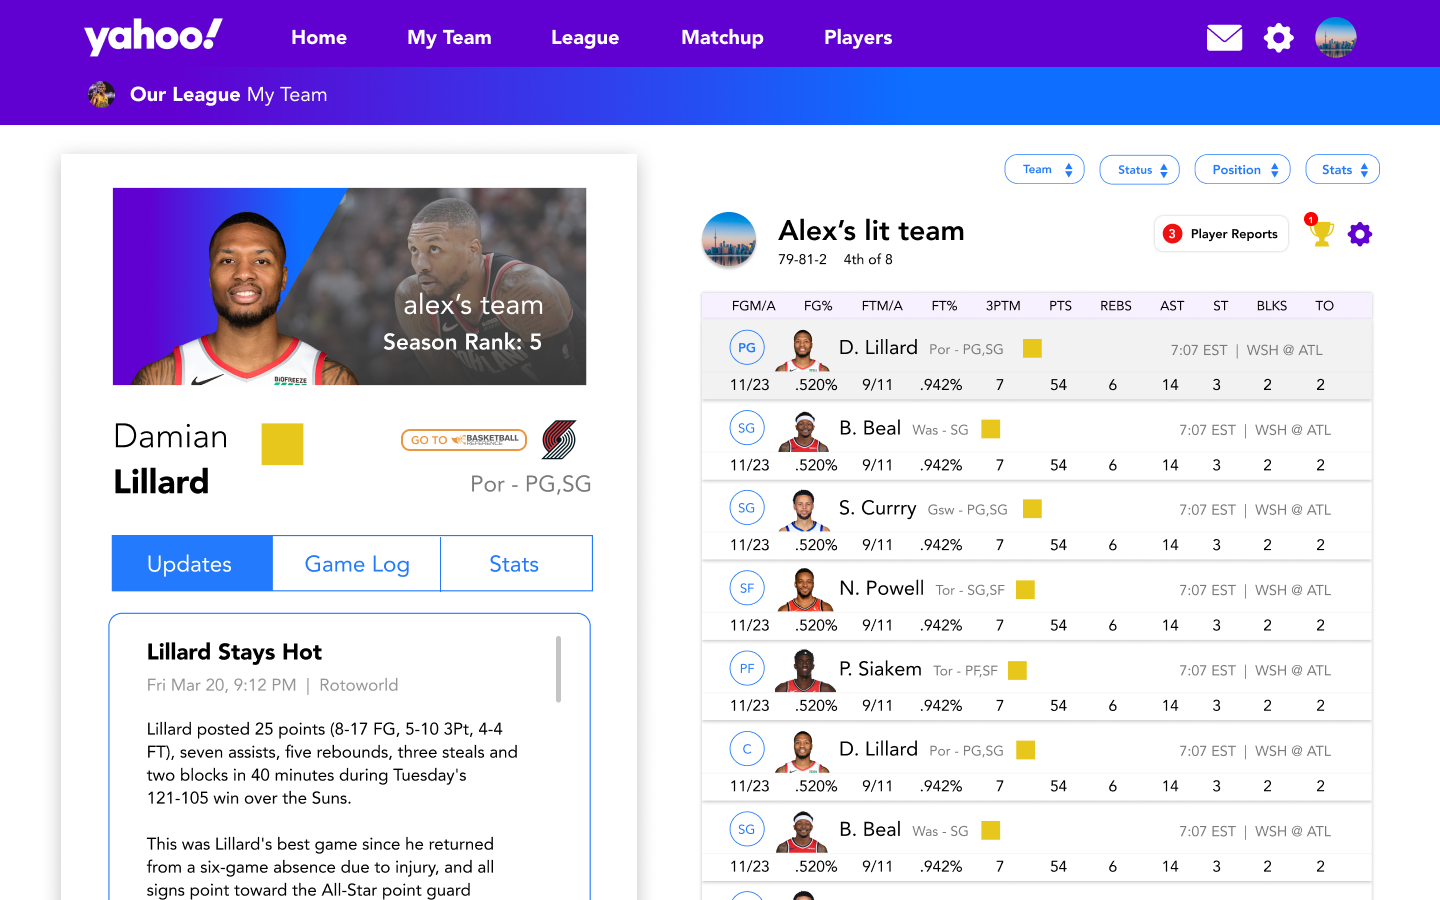 yahoo!
Home My Team League Matchup Players
Our League My Team
Team Status Position Stats
alex's team
Season Rank: 5
BIOFREEZE
Damian
Lillard
GO TO BASKETBALL REFERENCE
Por - PG,SG
Updates Game Log Stats
Lillard Stays Hot
Fri Mar 20, 9:12 PM | Rotoworld
Lillard posted 25 points (8-17 FG, 5-10 3Pt, 4-4
FT), seven assists, five rebounds, three steals and
two blocks in 40 minutes during Tuesday's
121-105 win over the Suns.
This was Lillard's best game since he returned
from a six-game absence due to injury, and all
signs point toward the All-Star point guard
Alex's lit team
79-81-2 4th of 8
3 Player Reports 1
FGM/A FG% FTM/A FT% 3PTM PTS REBS AST ST BLKS TO
PG D. Lillard Por - PG,SG 7:07 EST | WSH @ ATL
11/23 .520% 9/11 .942% 7 54 6 14 3 2 2
SG B. Beal Was - SG 7:07 EST | WSH @ ATL
11/23 .520% 9/11 .942% 7 54 6 14 3 2 2
SG S. Currry Gsw - PG,SG 7:07 EST | WSH @ ATL
11/23 .520% 9/11 .942% 7 54 6 14 3 2 2
SF N. Powell Tor - SG,SF 7:07 EST | WSH @ ATL
11/23 .520% 9/11 .942% 7 54 6 14 3 2 2
PF P. Siakem Tor - PF,SF 7:07 EST | WSH @ ATL
11/23 .520% 9/11 .942% 7 54 6 14 3 2 2
C D. Lillard Por - PG,SG 7:07 EST | WSH @ ATL
11/23 .520% 9/11 .942% 7 54 6 14 3 2 2
SG B. Beal Was - SG 7:07 EST | WSH @ ATL
11/23 .520% 9/11 .942% 7 54 6 14 3 2 2